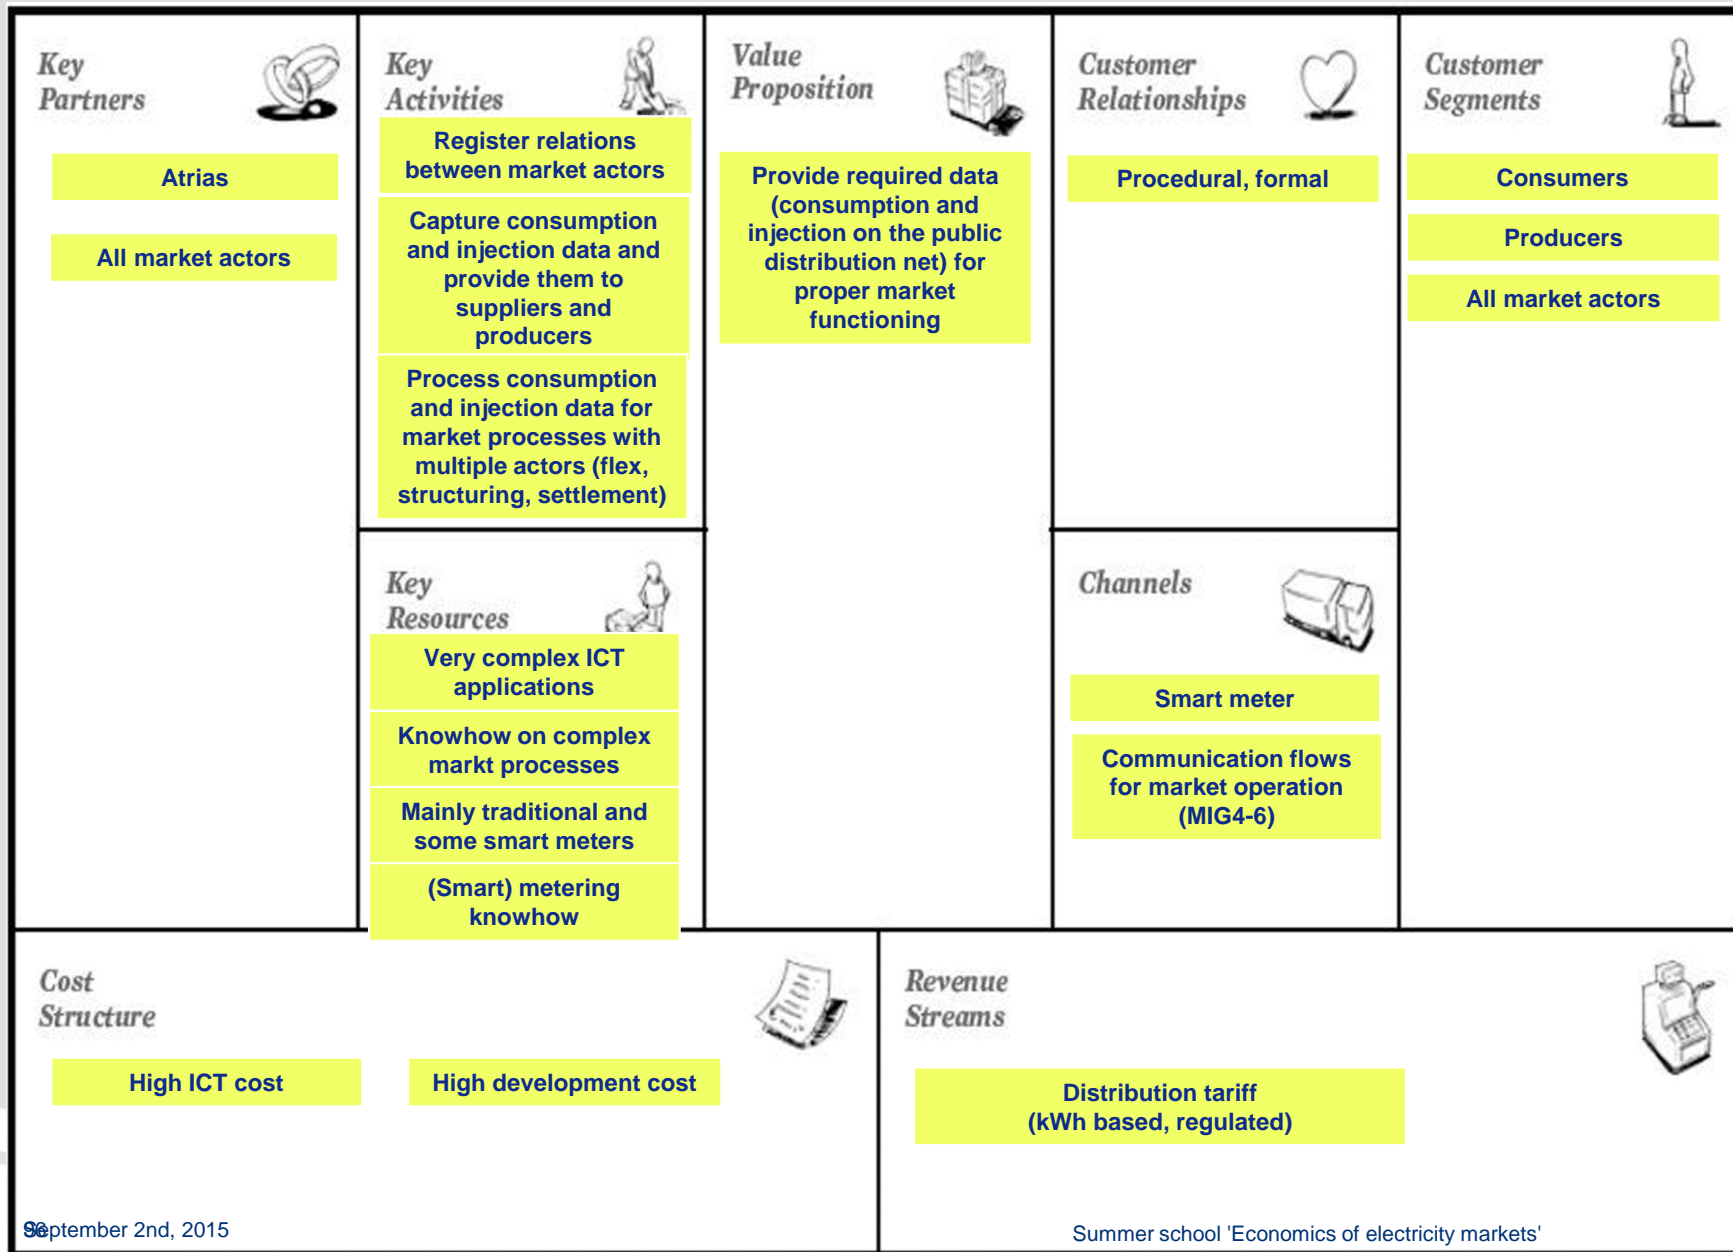 Key
Partners
Atrias
All market actors
Key
Activities
Register relations
between market actors
Capture consumption
and injection data and
provide them to
suppliers and
producers
Process consumption
and injection data for
market processes with
multiple actors (flex,
structuring, settlement)
Key
Resources
Very complex ICT
applications
Knowhow on complex
markt processes
Mainly traditional and
some smart meters
(Smart) metering
knowhow
Value
Proposition
Provide required data
(consumption and
injection on the public
distribution net) for
proper market
functioning
Customer
Relationships
Procedural, formal
Channels
Smart meter
Communication flows
for market operation
(MIG4-6)
Customer
Segments
Consumers
Producers
All market actors
Cost
Structure
High ICT cost
High development cost
Revenue
Streams
Distribution tariff
(kWh based, regulated)
September 2nd, 2015
Summer school 'Economics of electricity markets'